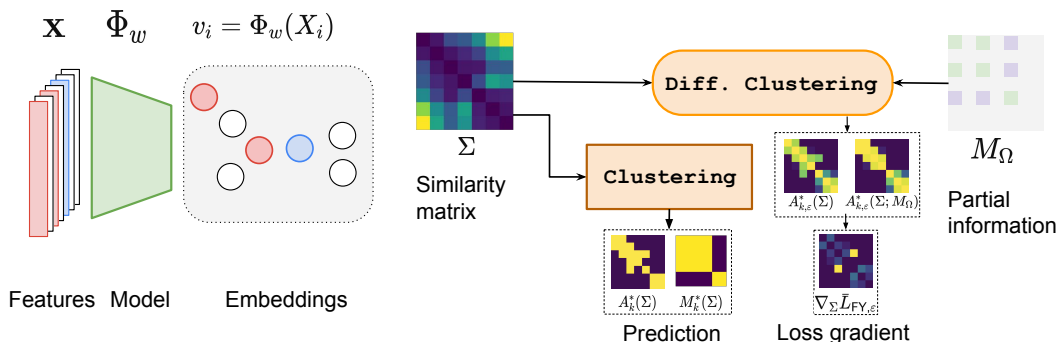 x
Φ_w
v_i = Φ_w(X_i)
Features
Model
Embeddings
Σ
Similarity
matrix
Diff. Clustering
Clustering
A*_k(Σ)
M*_k(Σ)
Prediction
A*_{k,ε}(Σ)
A*_{k,ε}(Σ; M_Ω)
∇_Σ L̄_{FY,ε}
Loss gradient
M_Ω
Partial
information